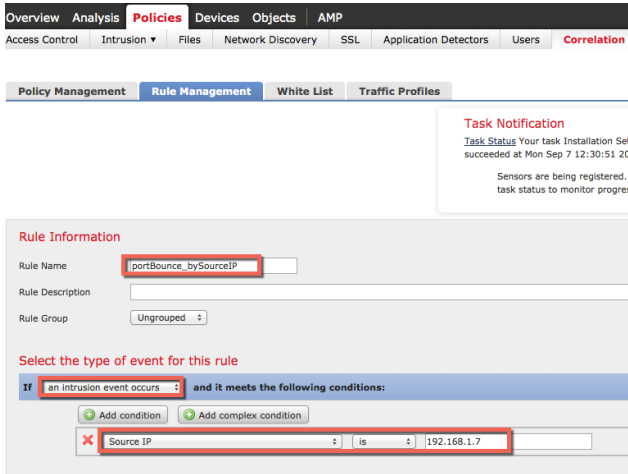 Overview Analysis Policies Devices Objects AMP
Access Control Intrusion ▾ Files Network Discovery SSL Application Detectors Users Correlation
Policy Management Rule Management White List Traffic Profiles
Task Notification
Task Status Your task Installation
succeeded at Mon Sep 7 12:30:51
Sensors are being registered.
task status to monitor
Rule Information
Rule Name portBounce_bySourceIP
Rule Description
Rule Group Ungrouped
Select the type of event for this rule
If an intrusion event occurs and it meets the following conditions:
Add condition Add complex condition
Source IP is 192.168.1.7